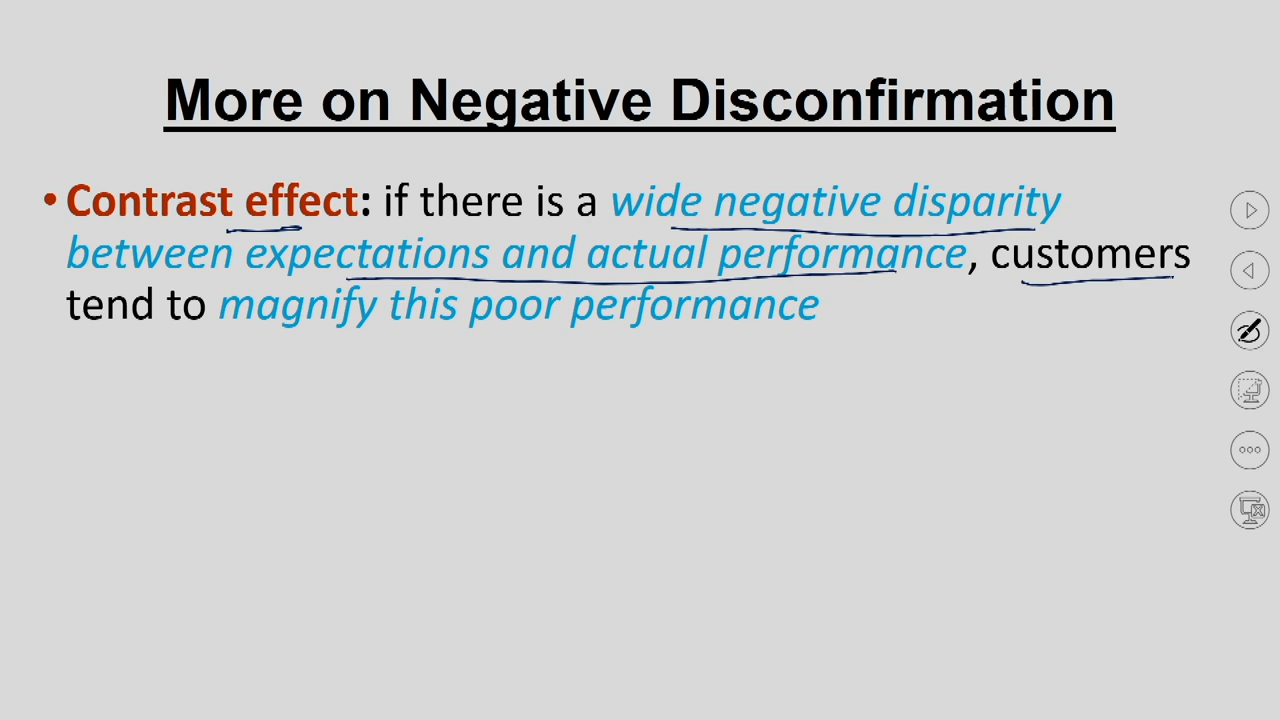 More on Negative Disconfirmation
• Contrast effect: if there is a wide negative disparity
between expectations and actual performance, customers
tend to magnify this poor performance